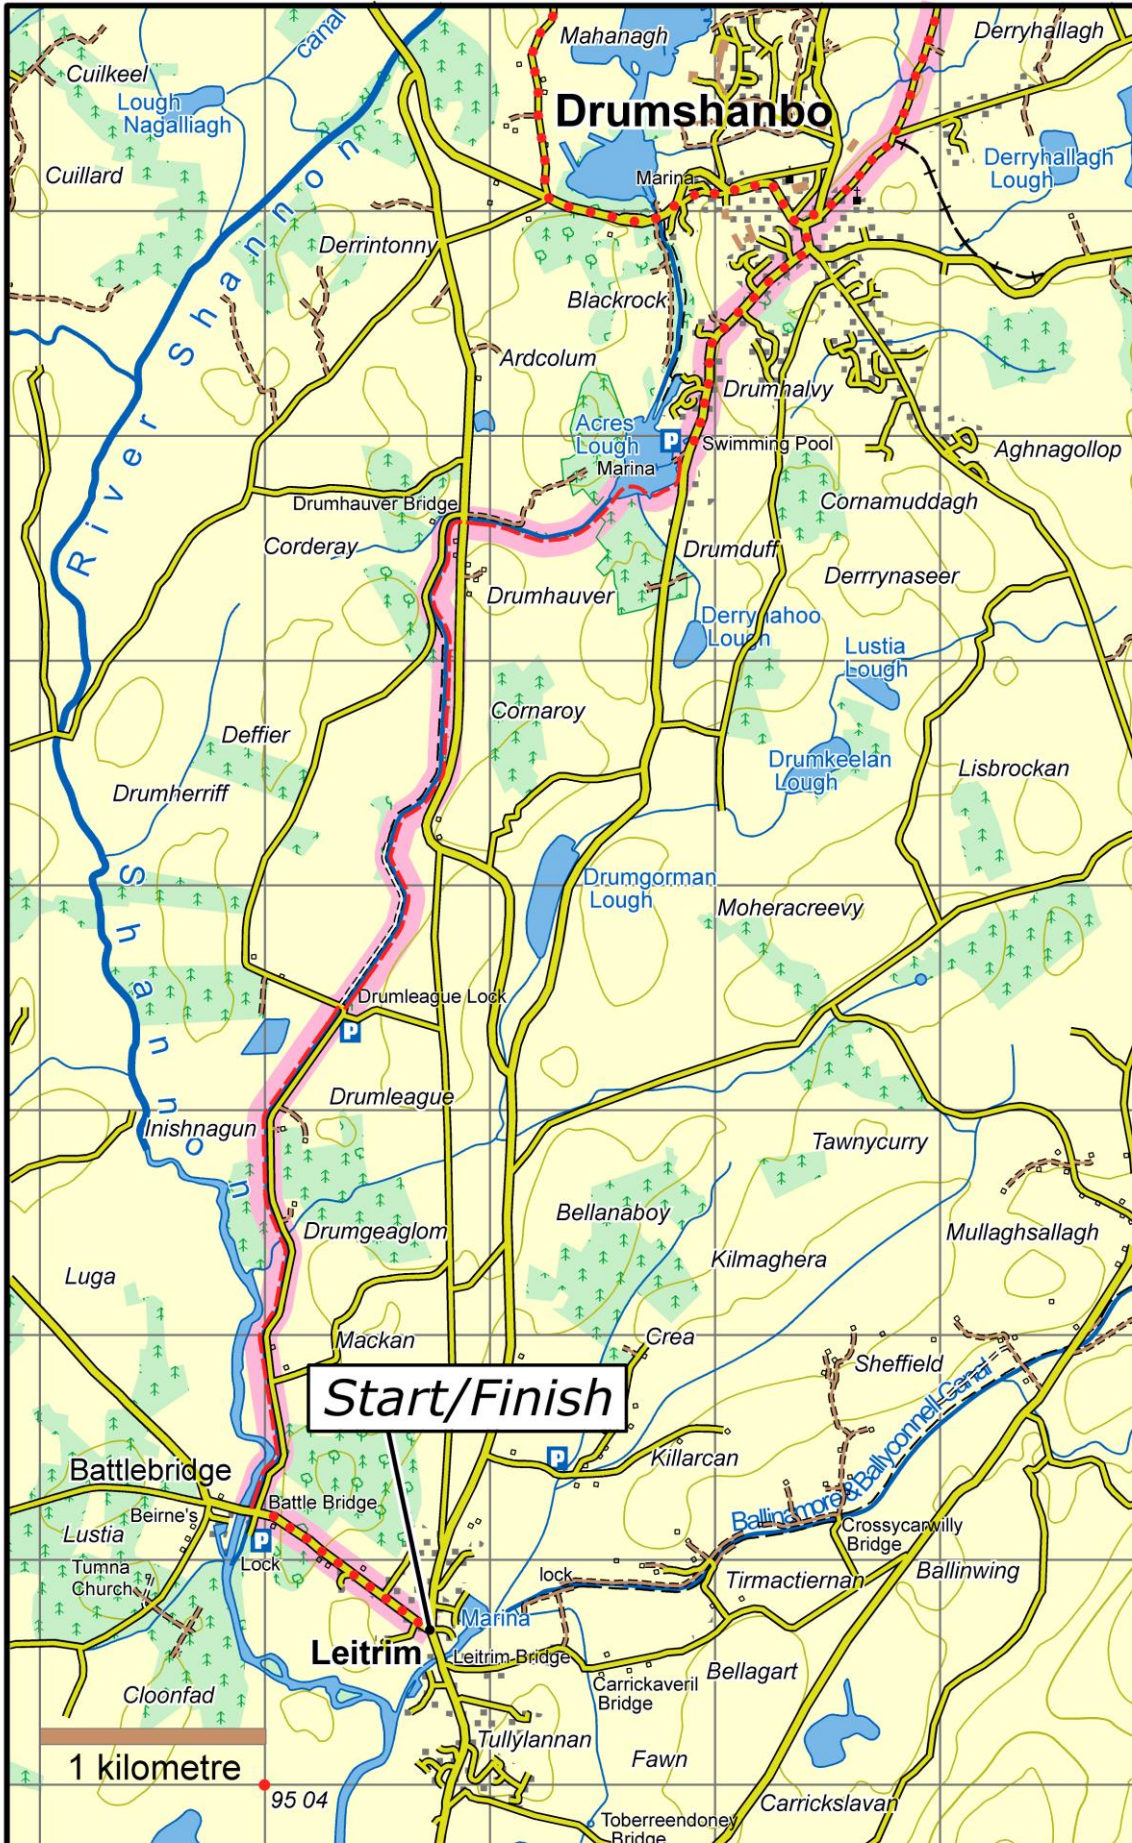 Mahanagh
Derryhallagh
canal
Cuilkeel
Lough
Nagalliagh
Drumshanbo
Cuillard
Derryhallagh
Lough
Marina
Derrintonny
Blackrock
River Shannon
Ardcolum
Drumhalvy
Acres
Lough
P
Swimming Pool
Marina
Aghnagollop
Drumhauver Bridge
Cornamuddagh
Corderay
Drumduff
Drumhauver
Derrrynaseer
Derrynahoo
Lough
Lustia
Lough
Cornaroy
Deffier
Drumkeelan
Lough
Lisbrockan
Drumherriff
Shannon
Drumgorman
Lough
Moheracreevy
Drumleague Lock
P
Drumleague
Inishnagun
Tawnycurry
Bellanaboy
Drumgeaglom
Mullaghsallagh
Kilmaghera
Luga
Mackan
Crea
Sheffield
Start/Finish
Ballinamore & Ballyconnell Canal
P
Killarcan
Battlebridge
Battle Bridge
Beirne's
Lustia
P
Lock
Crossycarwilly
Bridge
Tumna
Church
lock
Tirmactiernan
Ballinwing
Marina
Leitrim
Leitrim Bridge
Bellagart
Carrickaveril
Bridge
Cloonfad
Tullylannan
Fawn
1 kilometre
95 04
Carrickslavan
Toberreendoney
Bridge